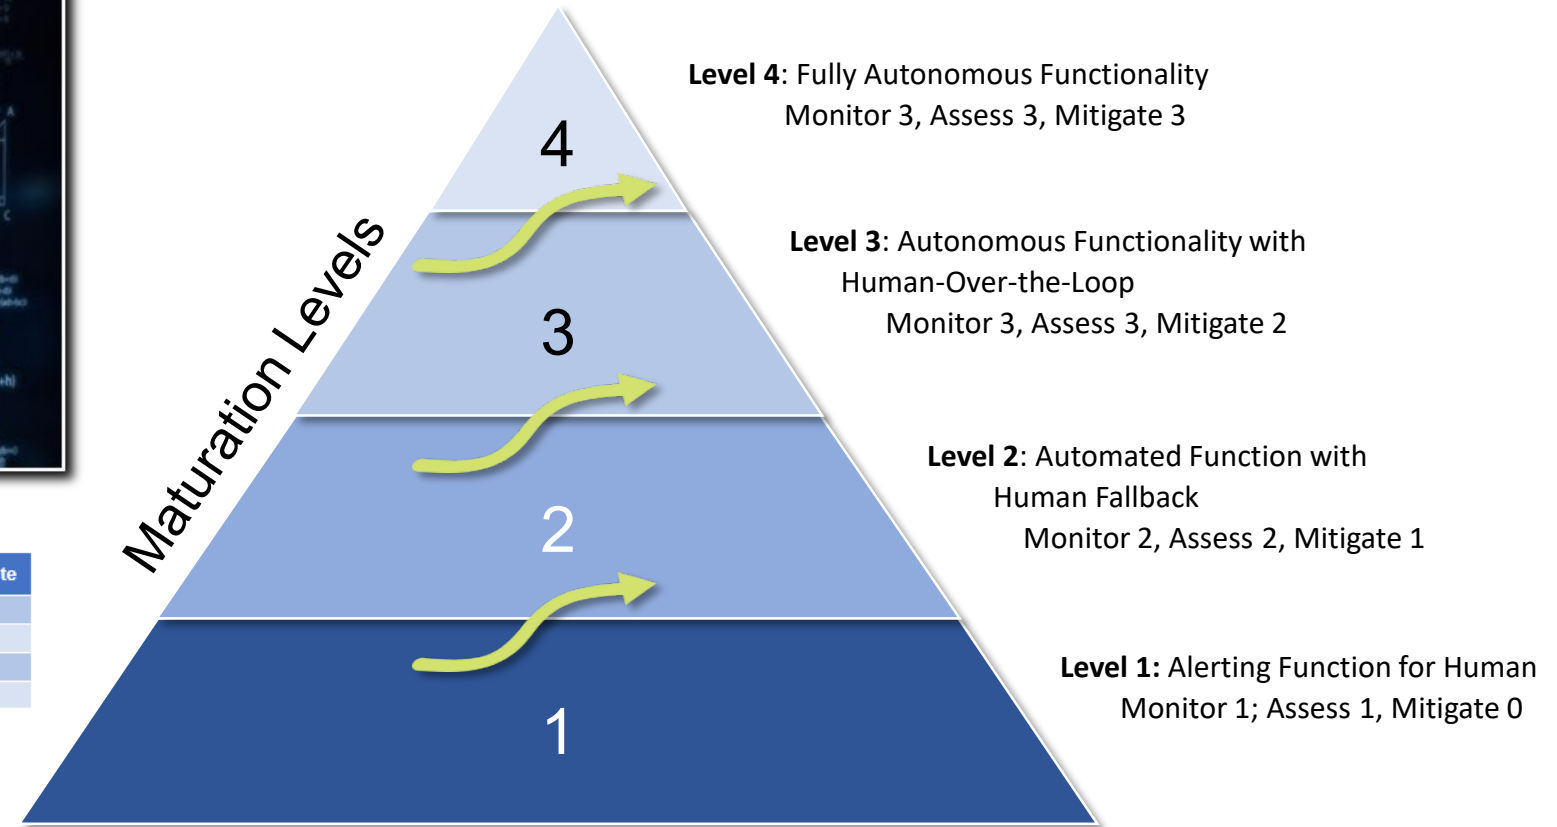 4
Level 4: Fully Autonomous Functionality
Monitor 3, Assess 3, Mitigate 3
Maturation Levels
3
Level 3: Autonomous Functionality with
Human-Over-the-Loop
Monitor 3, Assess 3, Mitigate 2
2
Level 2: Automated Function with
Human Fallback
Monitor 2, Assess 2, Mitigate 1
te
1
Level 1: Alerting Function for Human
Monitor 1; Assess 1, Mitigate 0
A
C
+h)